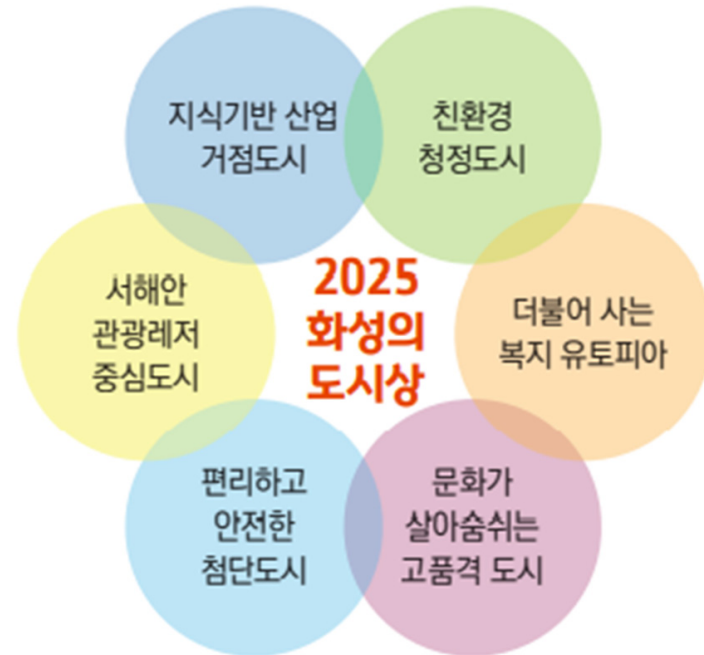 지식기반 산업
거점도시
친환경
청정도시
서해안
관광레저
중심도시
2025
화성의
도시상
더불어 사는
복지 유토피아
편리하고
안전한
첨단도시
문화가
살아숨쉬는
고품격 도시